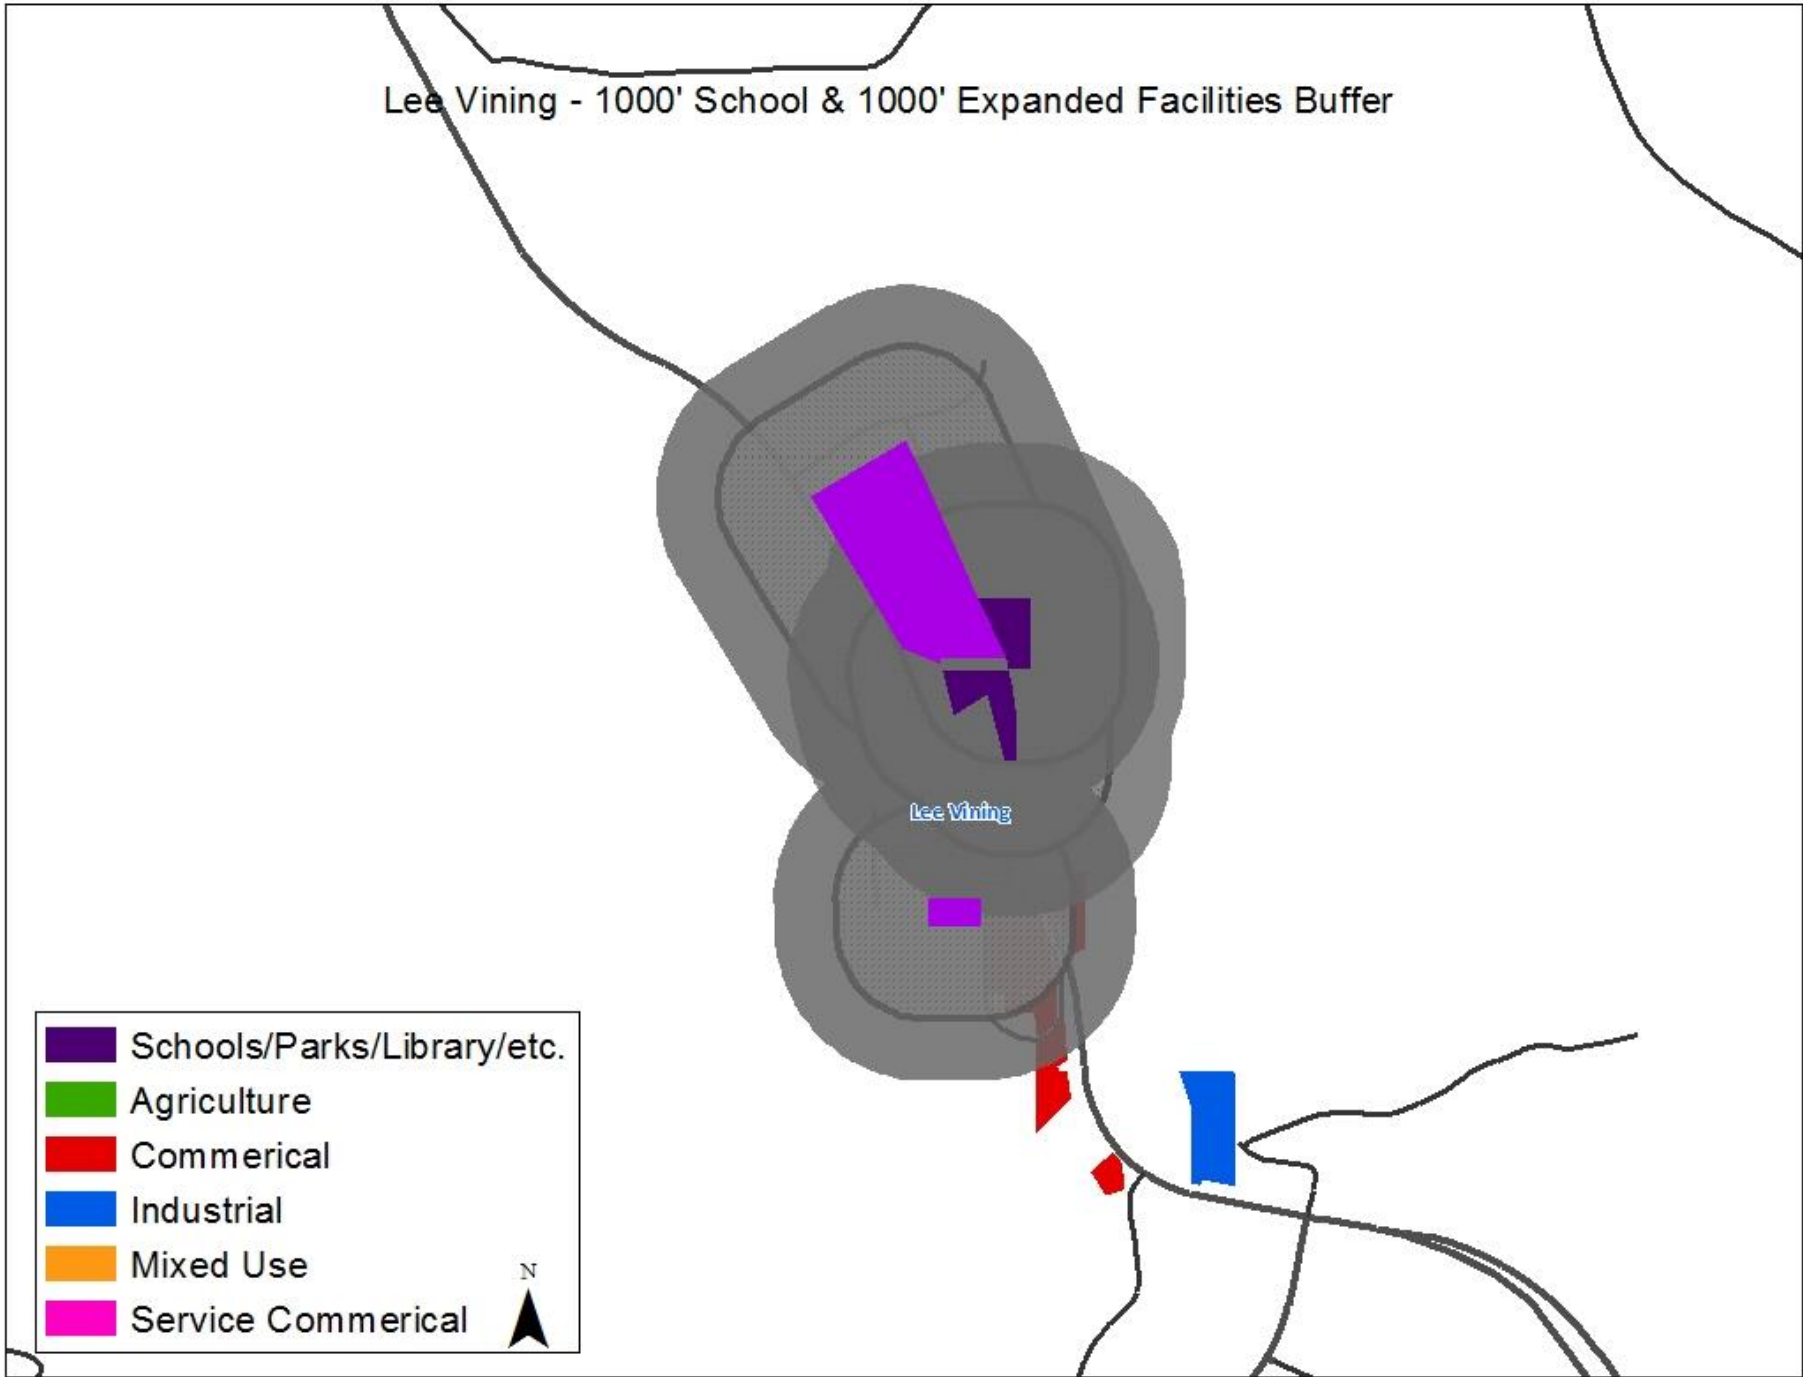 Lee Vining - 1000' School & 1000' Expanded Facilities Buffer
Lee Vining
Schools/Parks/Library/etc.
Agriculture
Commerical
Industrial
Mixed Use
Service Commerical
N